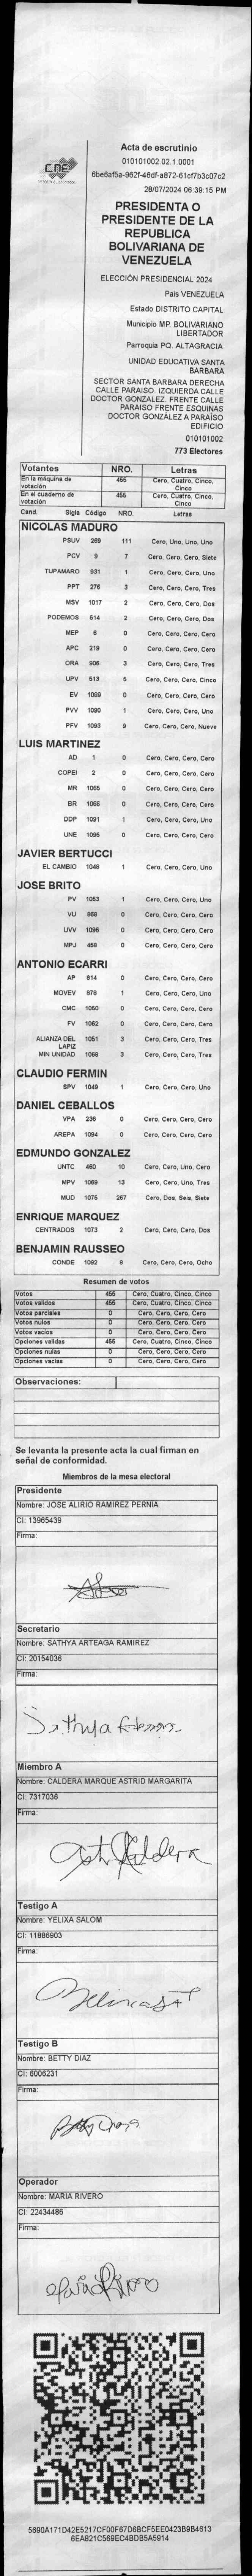 Acta de escrutinio
CNE
010101002.02.1.0001
6be6af5a-962f-46df-a872-61cf7b3c07c2
28/07/2024 06:39:15 PM
PRESIDENTA O
PRESIDENTE DE LA
REPUBLICA
BOLIVARIANA DE
VENEZUELA
ELECCIÓN PRESIDENCIAL 2024
País VENEZUELA
Estado DISTRITO CAPITAL
Municipio MP. BOLIVARIANO
LIBERTADOR
Parroquia PQ. ALTAGRACIA
UNIDAD EDUCATIVA SANTA
BARBARA
SECTOR SANTA BARBARA DERECHA
CALLE PARAISO. IZQUIERDA CALLE
DOCTOR GONZALEZ. FRENTE CALLE
PARAISO FRENTE ESQUINAS
DOCTOR GONZÁLEZ A PARAÍSO
EDIFICIO
010101002
773 Electores
Votantes NRO. Letras
En la máquina de votación 455 Cero, Cuatro, Cinco, Cinco
En el cuaderno de votación 455 Cero, Cuatro, Cinco, Cinco
Cand. Sigla Código NRO. Letras
NICOLAS MADURO
PSUV 269 111 Cero, Uno, Uno, Uno
PCV 9 7 Cero, Cero, Cero, Siete
TUPAMARO 931 1 Cero, Cero, Cero, Uno
PPT 276 3 Cero, Cero, Cero, Tres
MSV 1017 2 Cero, Cero, Cero, Dos
PODEMOS 514 2 Cero, Cero, Cero, Dos
MEP 6 0 Cero, Cero, Cero, Cero
APC 219 0 Cero, Cero, Cero, Cero
ORA 906 3 Cero, Cero, Cero, Tres
UPV 513 5 Cero, Cero, Cero, Cinco
EV 1089 0 Cero, Cero, Cero, Cero
PVV 1090 1 Cero, Cero, Cero, Uno
PFV 1093 9 Cero, Cero, Cero, Nueve
LUIS MARTINEZ
AD 1 0 Cero, Cero, Cero, Cero
COPEI 2 0 Cero, Cero, Cero, Cero
MR 1065 0 Cero, Cero, Cero, Cero
BR 1066 0 Cero, Cero, Cero, Cero
DDP 1091 1 Cero, Cero, Cero, Uno
UNE 1095 0 Cero, Cero, Cero, Cero
JAVIER BERTUCCI
EL CAMBIO 1048 1 Cero, Cero, Cero, Uno
JOSE BRITO
PV 1053 1 Cero, Cero, Cero, Uno
VU 868 0 Cero, Cero, Cero, Cero
UVV 1096 0 Cero, Cero, Cero, Cero
MPJ 458 0 Cero, Cero, Cero, Cero
ANTONIO ECARRI
AP 814 0 Cero, Cero, Cero, Cero
MOVEV 878 1 Cero, Cero, Cero, Uno
CMC 1050 0 Cero, Cero, Cero, Cero
FV 1062 0 Cero, Cero, Cero, Cero
ALIANZA DEL LAPIZ 1051 3 Cero, Cero, Cero, Tres
MIN UNIDAD 1068 3 Cero, Cero, Cero, Tres
CLAUDIO FERMIN
SPV 1049 1 Cero, Cero, Cero, Uno
DANIEL CEBALLOS
VPA 236 0 Cero, Cero, Cero, Cero
AREPA 1094 0 Cero, Cero, Cero, Cero
EDMUNDO GONZALEZ
UNTC 460 10 Cero, Cero, Uno, Cero
MPV 1069 13 Cero, Cero, Uno, Tres
MUD 1075 267 Cero, Dos, Seis, Siete
ENRIQUE MARQUEZ
CENTRADOS 1073 2 Cero, Cero, Cero, Dos
BENJAMIN RAUSSEO
CONDE 1092 8 Cero, Cero, Cero, Ocho
Resumen de votos
Votos 455 Cero, Cuatro, Cinco, Cinco
Votos validos 455 Cero, Cuatro, Cinco, Cinco
Votos parciales 0 Cero, Cero, Cero, Cero
Votos nulos 0 Cero, Cero, Cero, Cero
Votos vacíos 0 Cero, Cero, Cero, Cero
Opciones validas 455 Cero, Cuatro, Cinco, Cinco
Opciones nulas 0 Cero, Cero, Cero, Cero
Opciones vacias 0 Cero, Cero, Cero, Cero
Observaciones:
Se levanta la presente acta la cual firman en
señal de conformidad.
Miembros de la mesa electoral
Presidente
Nombre: JOSE ALIRIO RAMIREZ PERNIA
CI: 13965439
Firma:
Secretario
Nombre: SATHYA ARTEAGA RAMIREZ
CI: 20154036
Firma:
Sathya
Miembro A
Nombre: CALDERA MARQUE ASTRID MARGARITA
CI: 7317036
Firma:
Caldera
Testigo A
Nombre: YELIXA SALOM
CI: 11886903
Firma:
Testigo B
Nombre: BETTY DIAZ
CI: 6006231
Firma:
Betty Diaz
Operador
Nombre: MARIA RIVERO
CI: 22434486
Firma:
5690A171D42E5217CF00F67D6BCF5EE0423B9B4613
6EA821C569EC4BDB5A5914